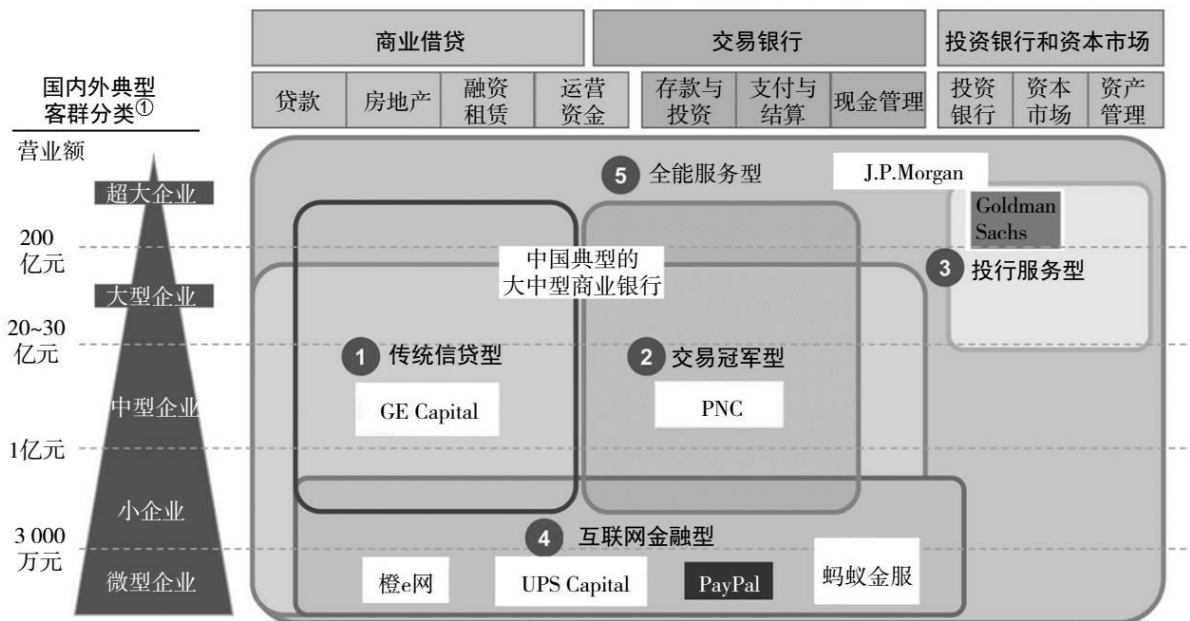 商业借贷
交易银行
投资银行和资本市场
国内外典型
客群分类①
贷款
房地产
融资
租赁
运营
资金
存款与
投资
支付与
结算
现金管理
投资
银行
资本
市场
资产
管理
营业额
超大企业
200
亿元
大型企业
20~30
亿元
中型企业
1亿元
小企业
3 000
万元
微型企业
5 全能服务型
J.P.Morgan
Goldman
Sachs
3 投行服务型
中国典型的
大中型商业银行
1 传统信贷型
GE Capital
2 交易冠军型
PNC
4 互联网金融型
橙e网
UPS Capital
PayPal
蚂蚁金服